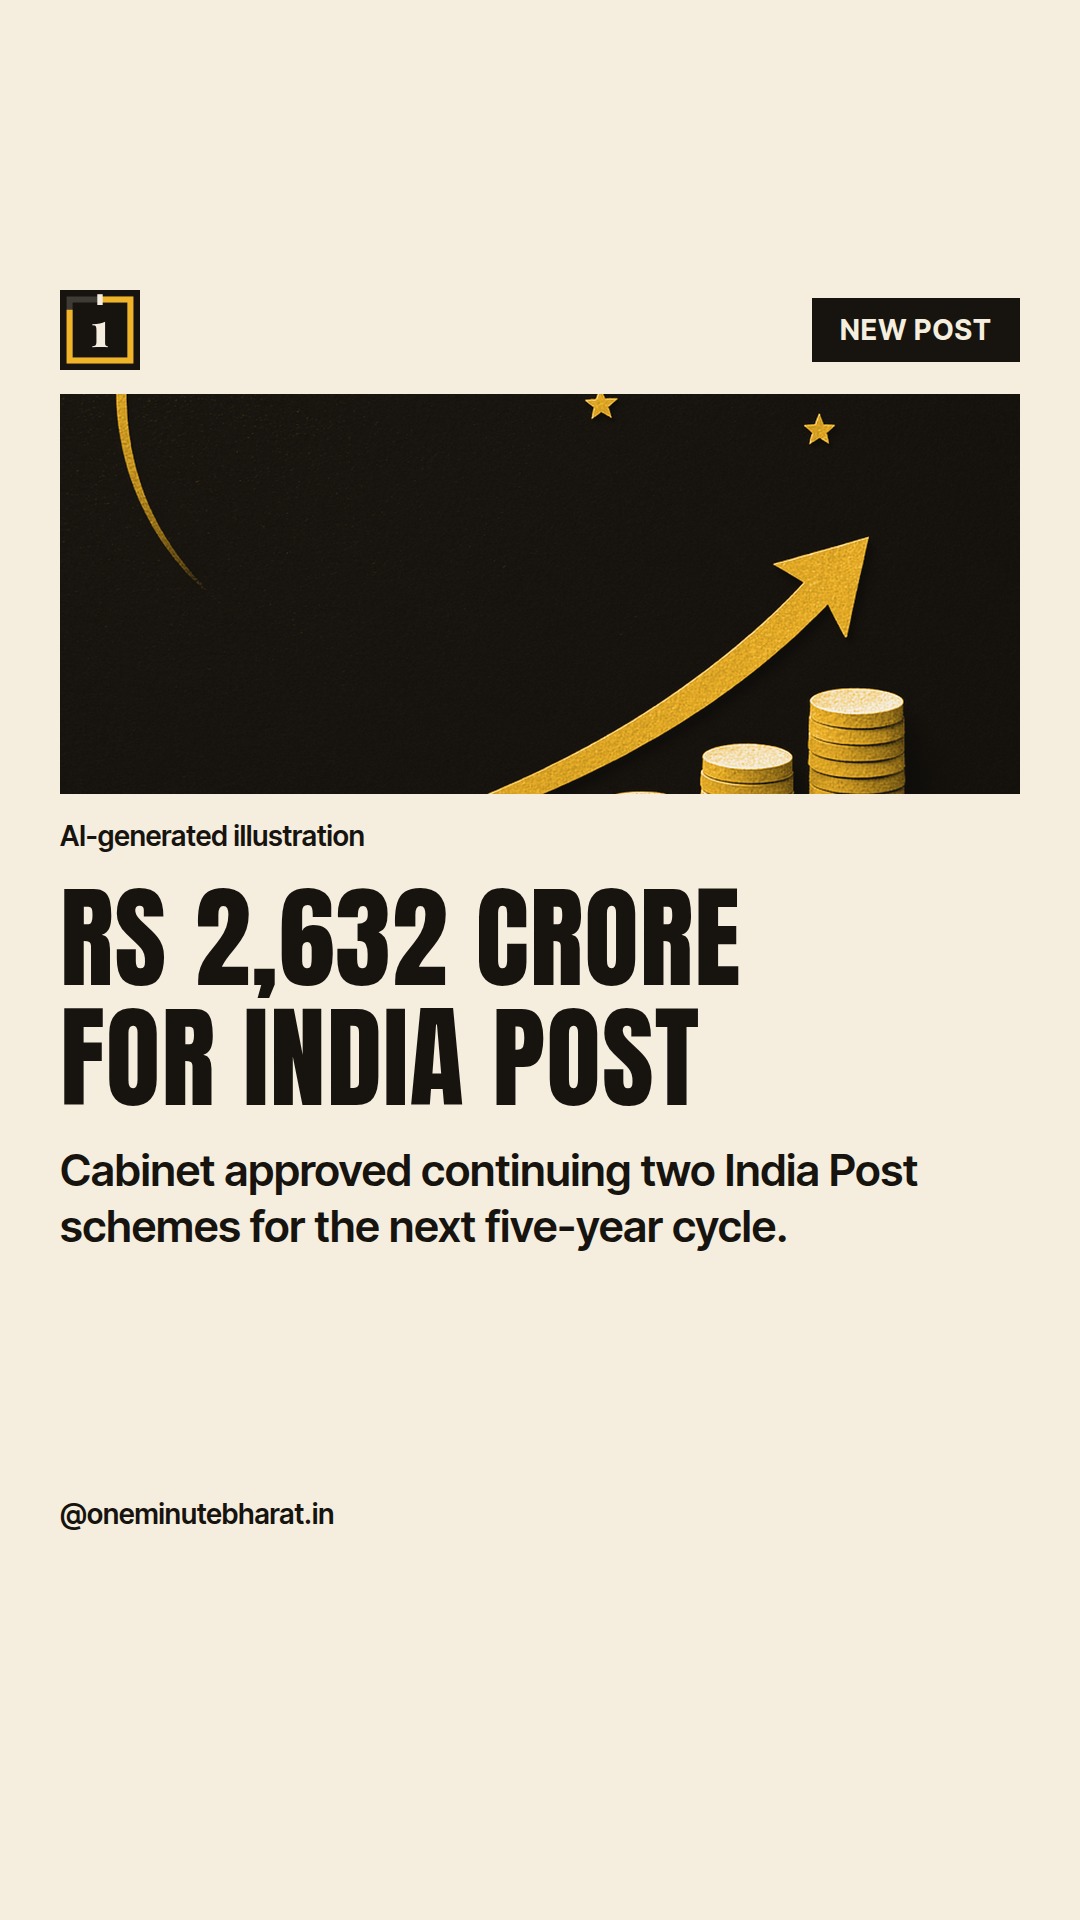 1
NEW POST
AI-generated illustration
RS 2,632 CRORE
FOR INDIA POST
Cabinet approved continuing two India Post
schemes for the next five-year cycle.
@oneminutebharat.in